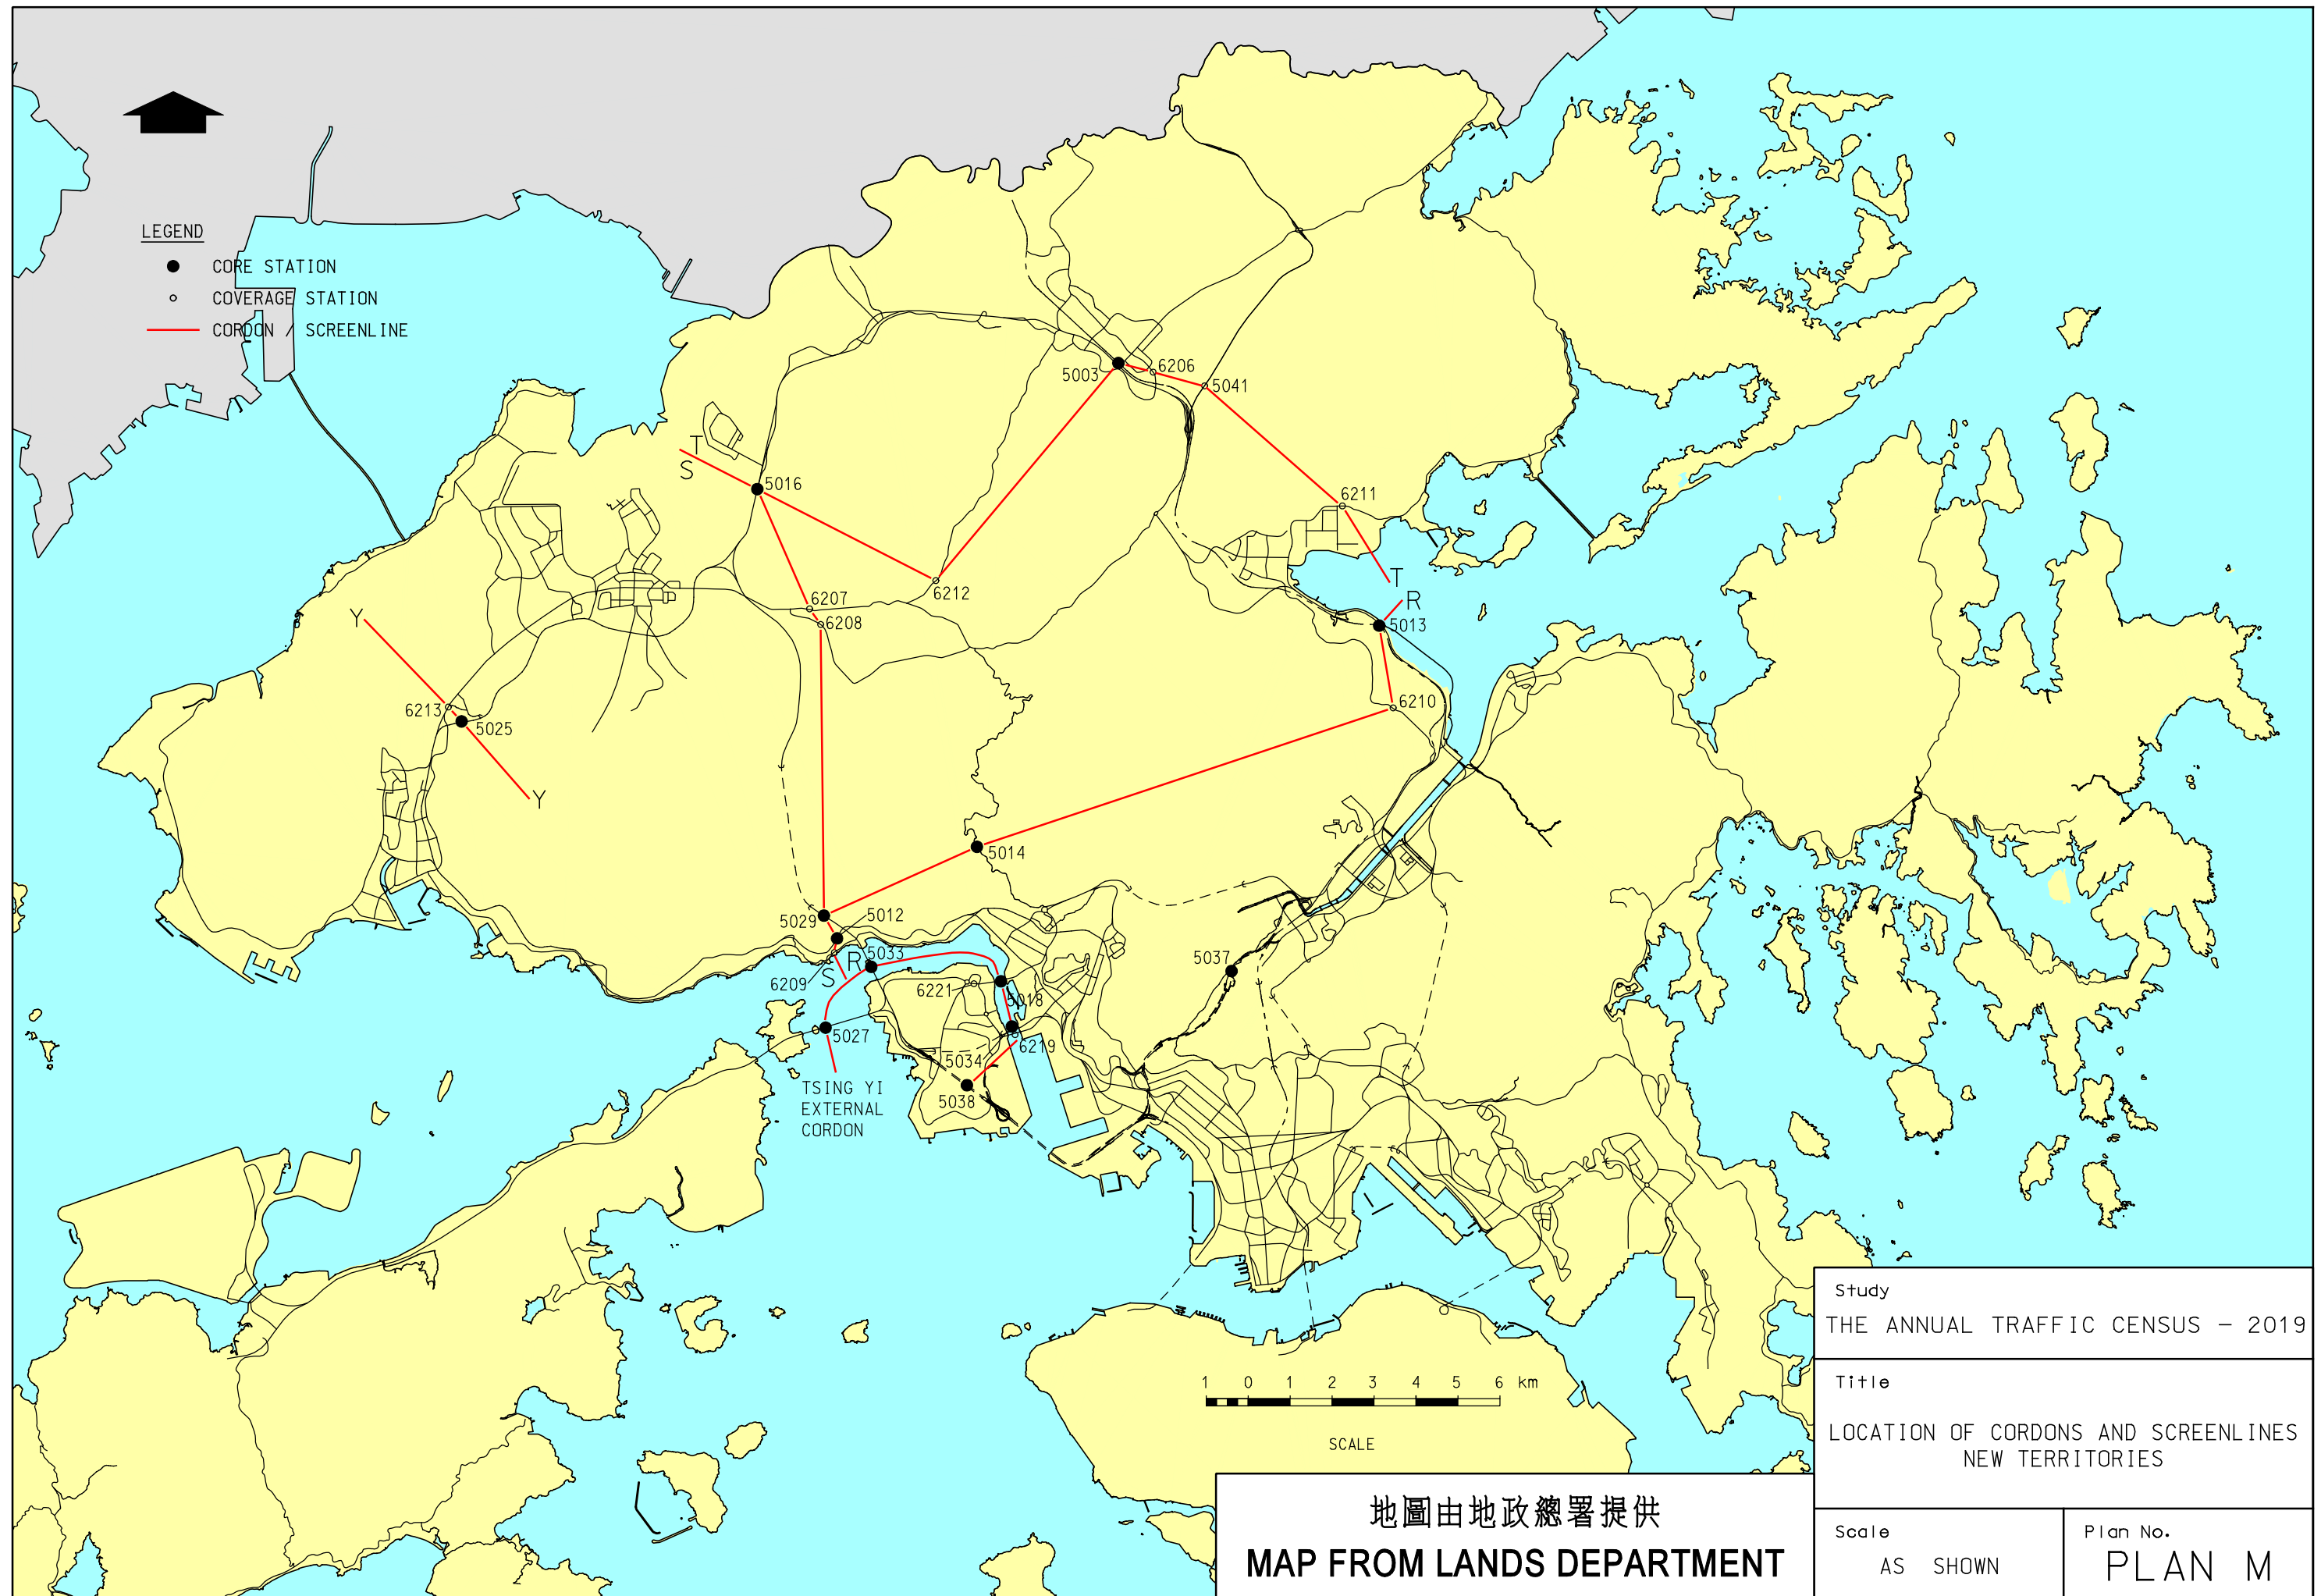 LEGEND
CORE STATION
COVERAGE STATION
CORDON / SCREENLINE
5003
6206
5041
T
S
5016
6211
6212
T
R
6207
6208
5013
Y
6210
6213
5025
Y
5014
5029
5012
5033
R
S
6209
6221
5018
5037
5027
5034
6219
5038
TSING YI
EXTERNAL
CORDON
1 0 1 2 3 4 5 6 km
SCALE
地圖由地政總署提供
MAP FROM LANDS DEPARTMENT
Study
THE ANNUAL TRAFFIC CENSUS - 2019
Title
LOCATION OF CORDONS AND SCREENLINES
NEW TERRITORIES
Scale
AS SHOWN
Plan No.
PLAN M